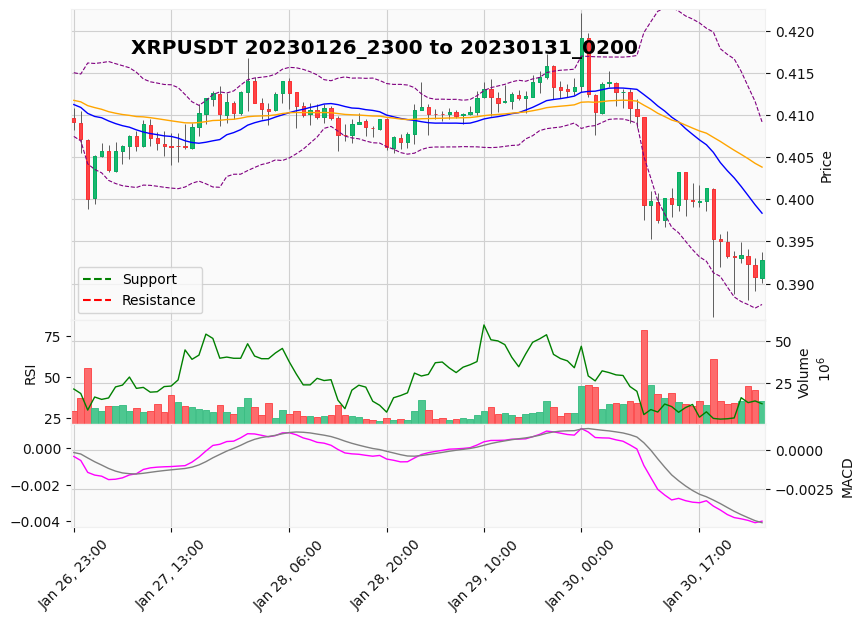 XRPUSDT 20230126_2300 to 20230131_0200
0.420
0.415
0.410
0.405
0.400
0.395
0.390
Price
Support
Resistance
75
50
25
RSI
50
25
Volume
10^6
0.000
−0.002
−0.004
0.0000
−0.0025
MACD
Jan 26, 23:00
Jan 27, 13:00
Jan 28, 06:00
Jan 28, 20:00
Jan 29, 10:00
Jan 30, 00:00
Jan 30, 17:00